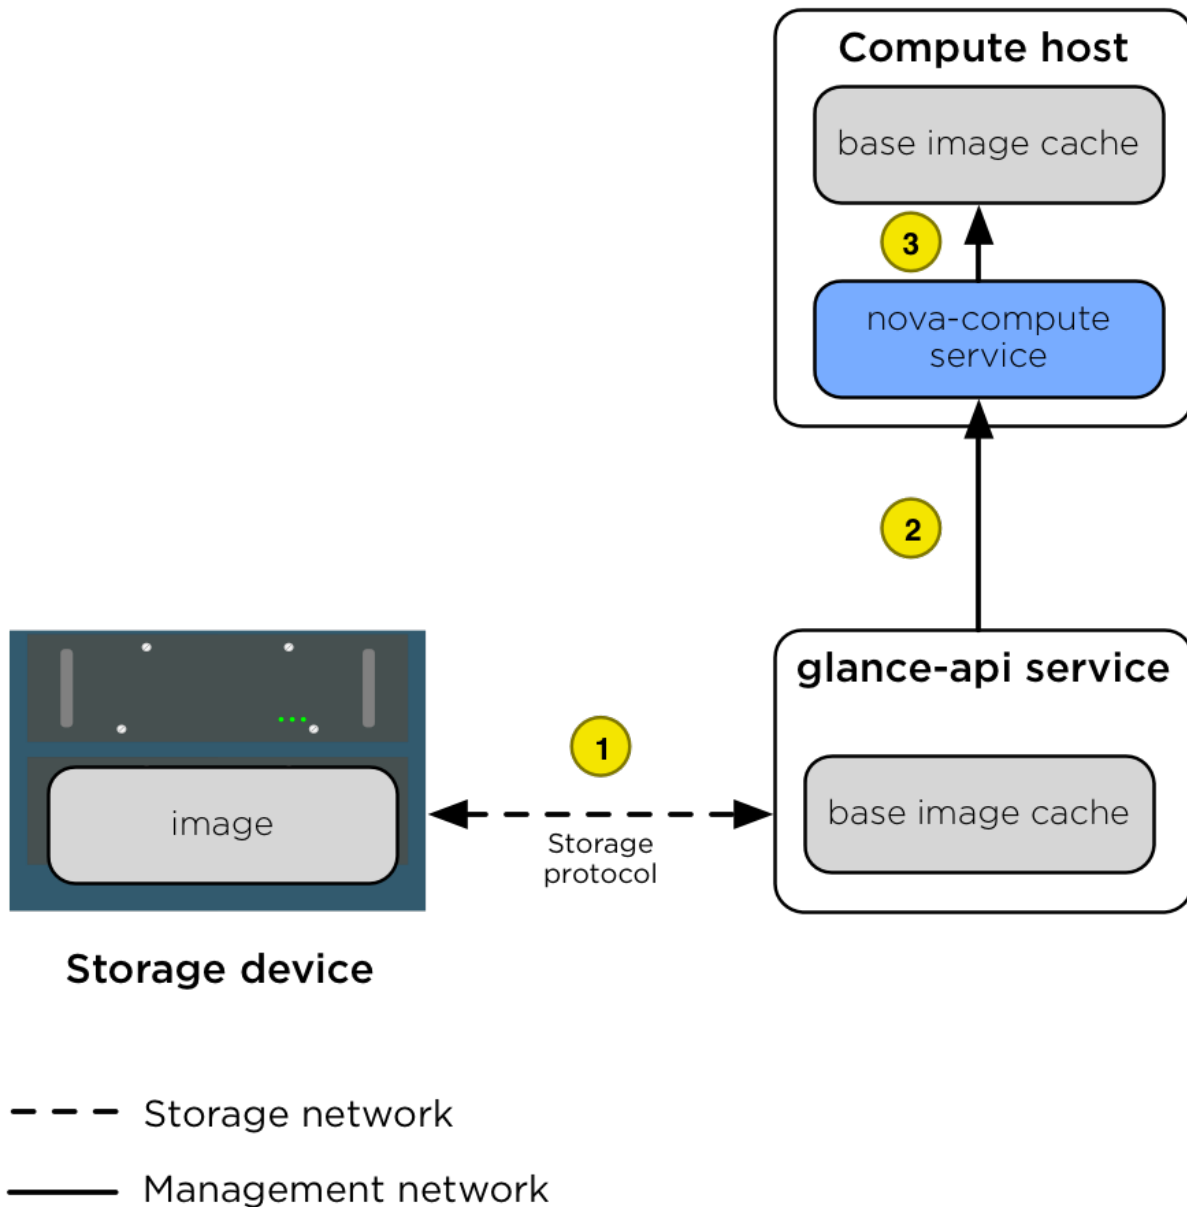 Compute host
base image cache
3
nova-compute
service
2
glance-api service
1
base image cache
image
Storage
protocol
Storage device
Storage network
Management network